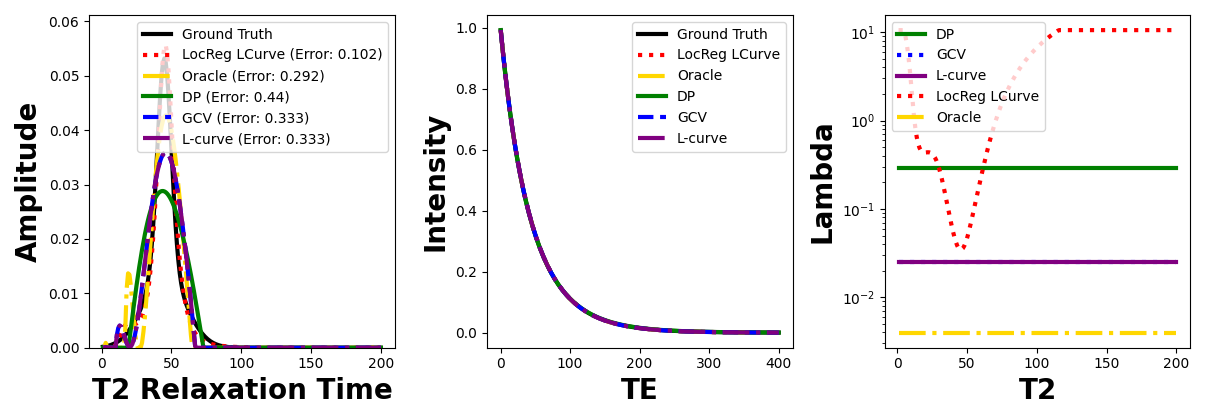 0.06
0.05
0.04
0.03
0.02
0.01
0.00
Amplitude
0
50
100
150
200
T2 Relaxation Time
Ground Truth
LocReg LCurve (Error: 0.102)
Oracle (Error: 0.292)
DP (Error: 0.44)
GCV (Error: 0.333)
L-curve (Error: 0.333)
1.0
0.8
0.6
0.4
0.2
0.0
Intensity
0
100
200
300
400
TE
Ground Truth
LocReg LCurve
Oracle
DP
GCV
L-curve
10¹
10⁰
10⁻¹
10⁻²
Lambda
0
50
100
150
200
T2
DP
GCV
L-curve
LocReg LCurve
Oracle